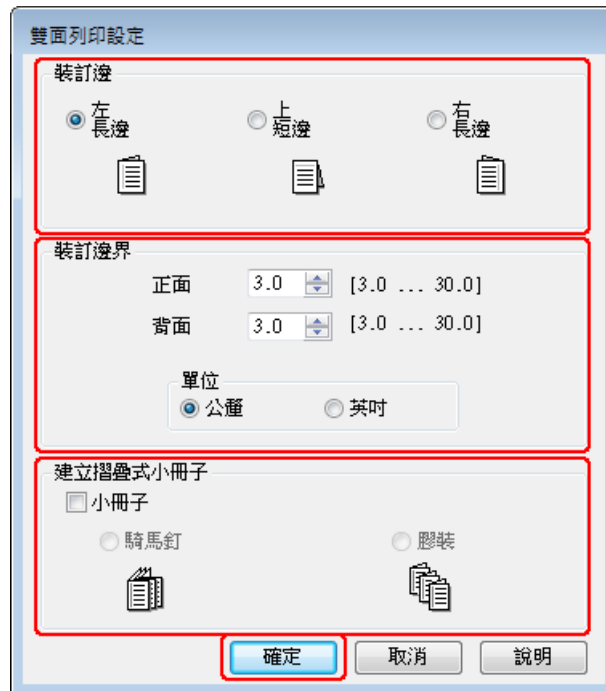 雙面列印設定
裝訂邊
左 上 右
長邊 短邊 長邊
裝訂邊界
正面 3.0 [3.0 ... 30.0]
背面 3.0 [3.0 ... 30.0]
單位
公釐 英吋
建立摺疊式小冊子
小冊子
騎馬釘 膠裝
確定 取消 說明